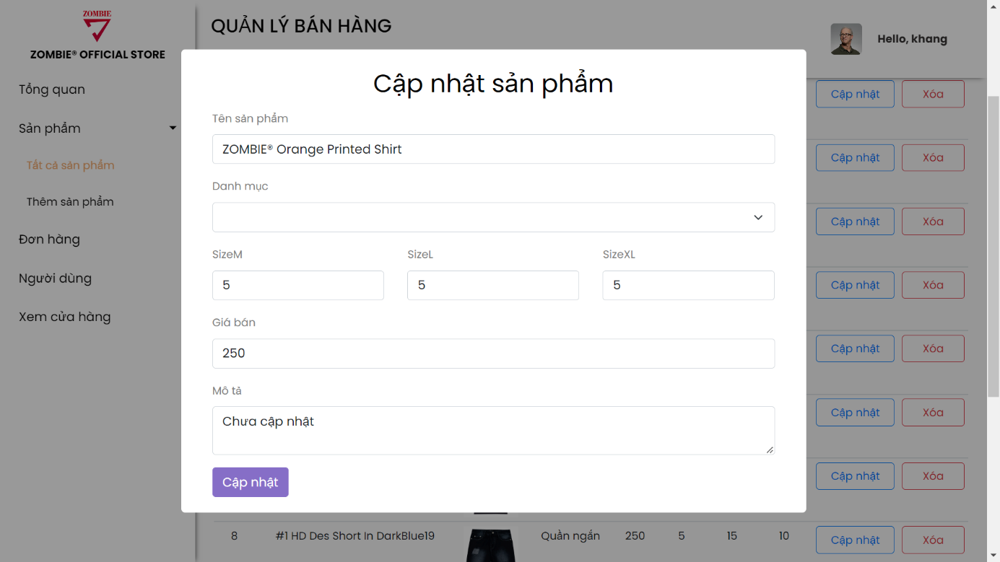 ZOMBIE
ZOMBIE® OFFICIAL STORE
QUẢN LÝ BÁN HÀNG
Hello, khang
Tổng quan
Sản phẩm
Tất cả sản phẩm
Thêm sản phẩm
Đơn hàng
Người dùng
Xem cửa hàng
Cập nhật sản phẩm
Tên sản phẩm
ZOMBIE® Orange Printed Shirt
Danh mục
SizeM SizeL SizeXL
5 5 5
Giá bán
250
Mô tả
Chưa cập nhật
Cập nhật
Cập nhật Xóa
Cập nhật Xóa
Cập nhật Xóa
Cập nhật Xóa
Cập nhật Xóa
Cập nhật Xóa
Cập nhật Xóa
8 #1 HD Des Short In DarkBlue19 Quần ngắn 250 5 15 10 Cập nhật Xóa